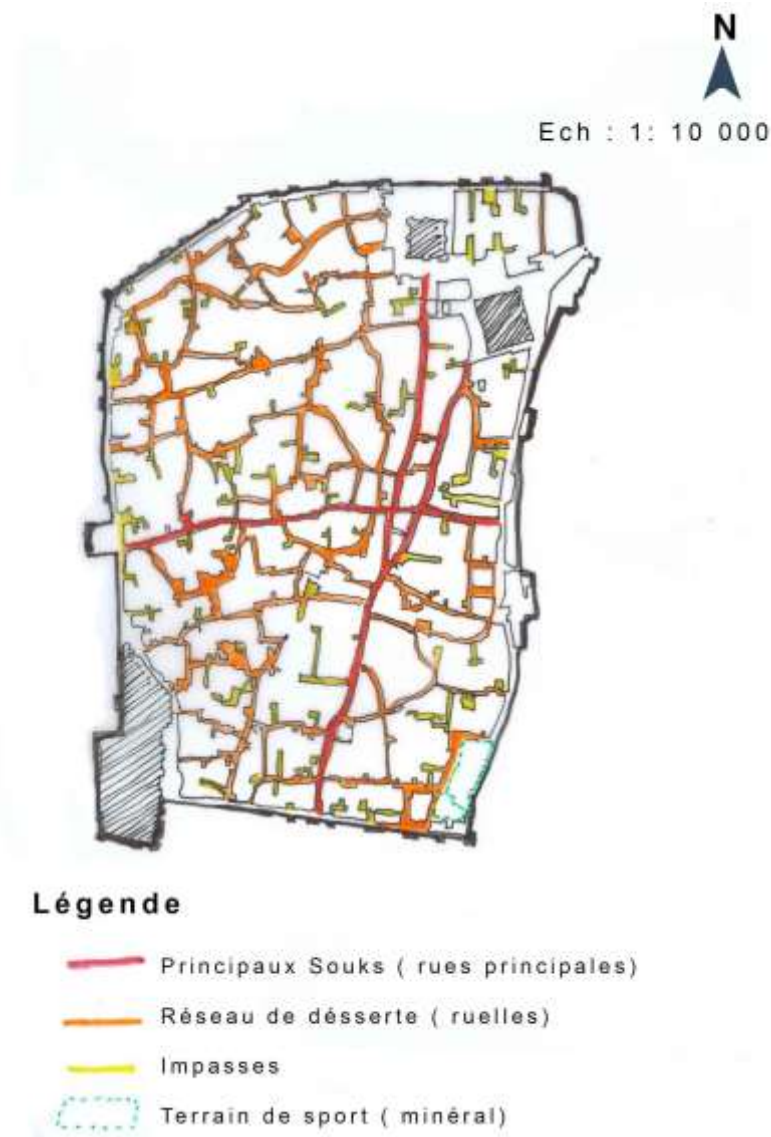 N
Ech : 1: 10 000
Légende
Principaux Souks ( rues principales)
Réseau de désserte ( ruelles)
Impasses
Terrain de sport ( minéral)